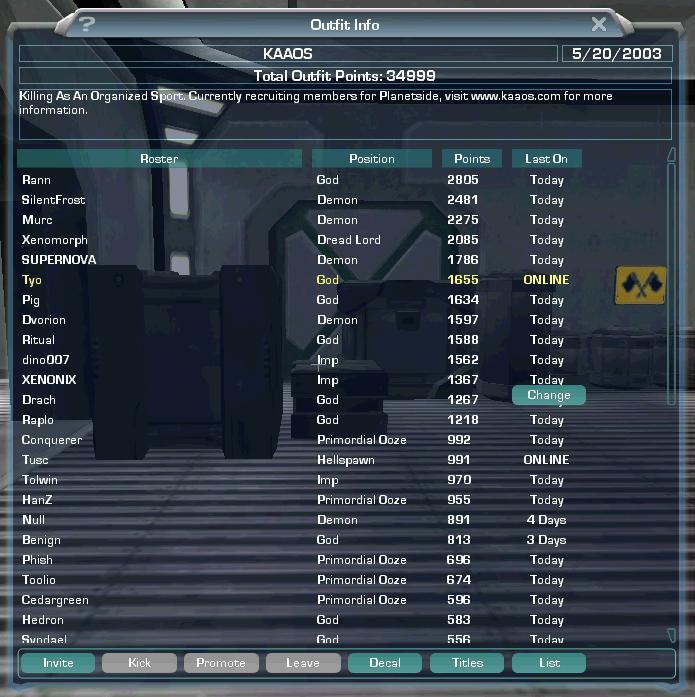 ? Outfit Info X
KAAOS 5/20/2003
Total Outfit Points: 34999
Killing As An Organized Sport. Currently recruiting members for Planetside, visit www.kaaos.com for more
information.
Roster Position Points Last On
Rann God 2805 Today
SilentFrost Demon 2481 Today
Murc Demon 2275 Today
Xenomorph Dread Lord 2085 Today
SUPERNOVA Demon 1786 Today
Tyo God 1655 ONLINE
Pig God 1634 Today
Dvorion Demon 1597 Today
Ritual God 1588 Today
dino007 Imp 1562 Today
XENONIX Imp 1367 Today
Drach God 1267 Change
Raplo God 1218 Today
Conquerer Primordial Ooze 992 Today
Tusc Hellspawn 991 ONLINE
Tolwin Imp 970 Today
HanZ Primordial Ooze 955 Today
Null Demon 891 4 Days
Benign God 813 3 Days
Phish Primordial Ooze 696 Today
Toolio Primordial Ooze 674 Today
Cedargreen Primordial Ooze 596 Today
Hedron God 583 Today
Syndael God 556 Today
Invite Kick Promote Leave Decal Titles List